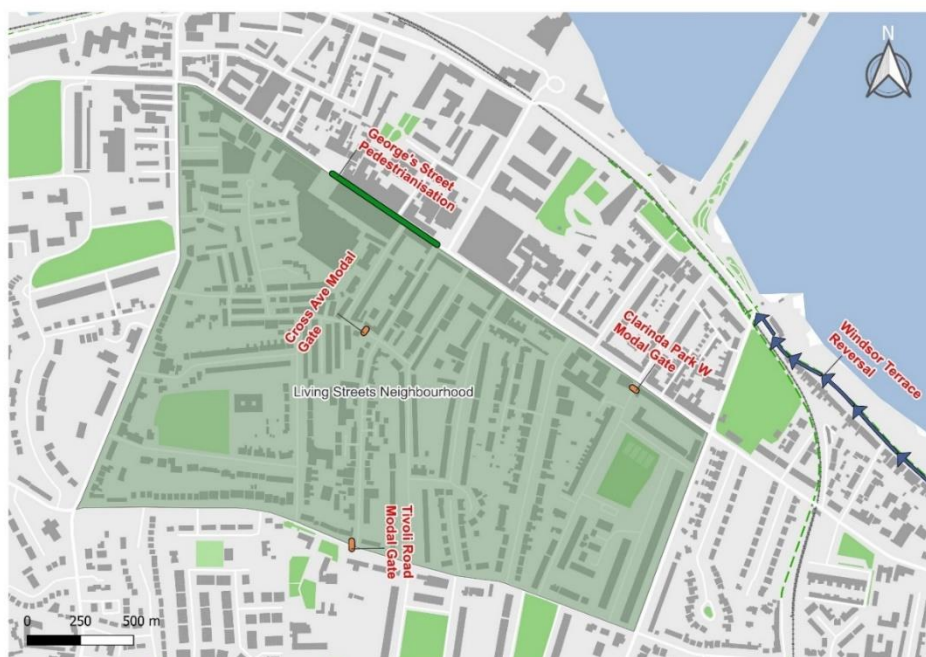 N
George's Street
Pedestrianisation
Cross Ave Modal
Gate
Clarinda Park W
Modal Gate
Windsor Terrace
Reversal
Living Streets Neighbourhood
Tivoli Road
Modal Gate
0 250 500 m